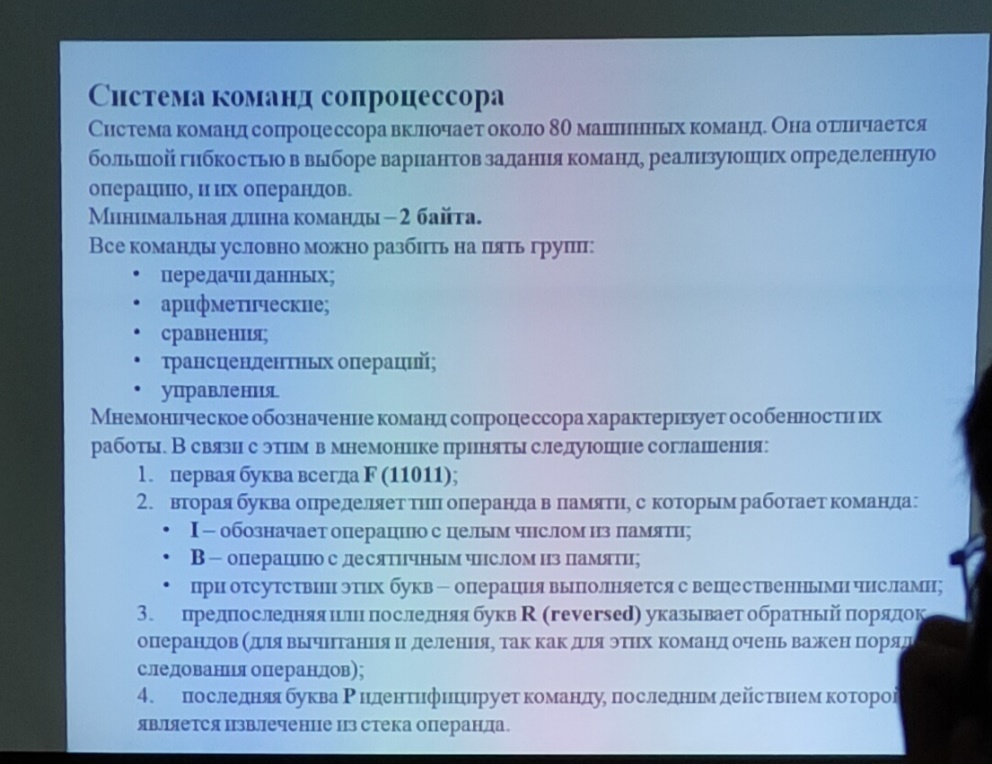 Система команд сопроцессора
Система команд сопроцессора включает около 80 машинных команд. Она отличается
большой гибкостью в выборе вариантов задания команд, реализующих определенную
операцию, и их операндов.
Минимальная длина команды – 2 байта.
Все команды условно можно разбить на пять групп:
• передачи данных;
• арифметические;
• сравнения;
• трансцендентных операций;
• управления.
Мнемоническое обозначение команд сопроцессора характеризует особенности их
работы. В связи с этим в мнемонике приняты следующие соглашения:
1. первая буква всегда F (11011);
2. вторая буква определяет тип операнда в памяти, с которым работает команда:
• I – обозначает операцию с целым числом из памяти;
• B – операцию с десятичным числом из памяти;
• при отсутствии этих букв – операция выполняется с вещественными числами;
3. предпоследняя или последняя букв R (reversed) указывает обратный порядок
операндов (для вычитания и деления, так как для этих команд очень важен
следования операндов);
4. последняя буква P идентифицирует команду, последним действием которой
является извлечение из стека операнда.